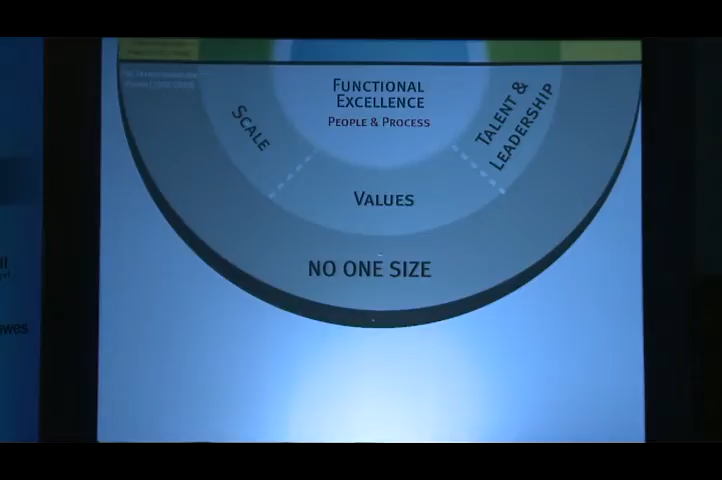 FUNCTIONAL
EXCELLENCE
PEOPLE & PROCESS
SCALE
TALENT &
LEADERSHIP
VALUES
NO ONE SIZE